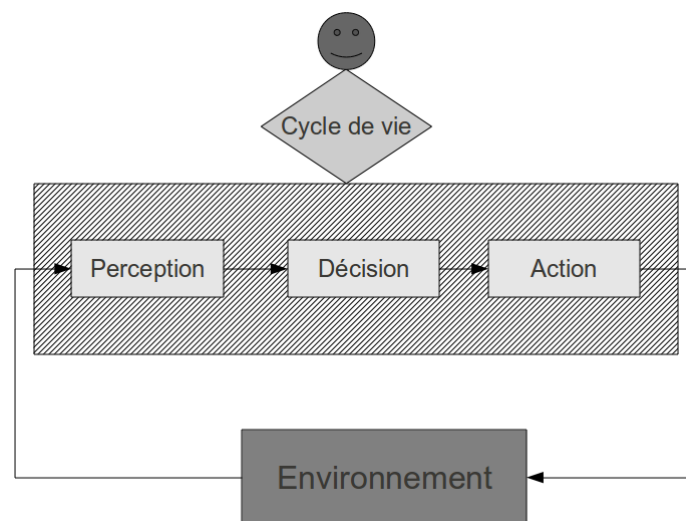 Cycle de vie
Perception
Décision
Action
Environnement